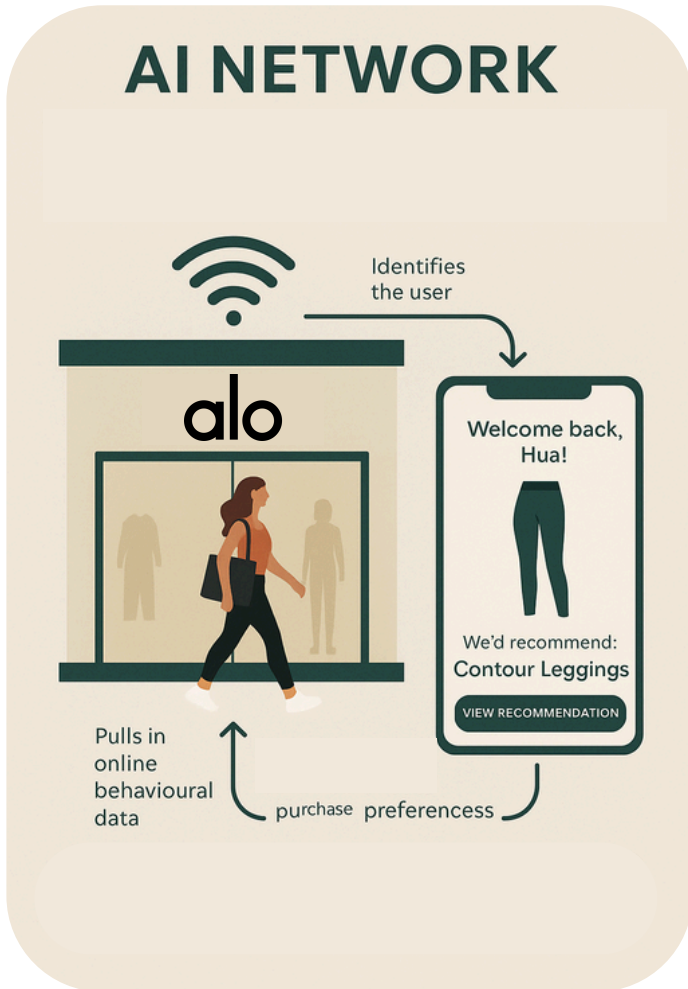 AI NETWORK
Identifies
the user
alo
Welcome back,
Hua!
We'd recommend:
Contour Leggings
VIEW RECOMMENDATION
Pulls in
online
behavioural
data
purchase preferencess